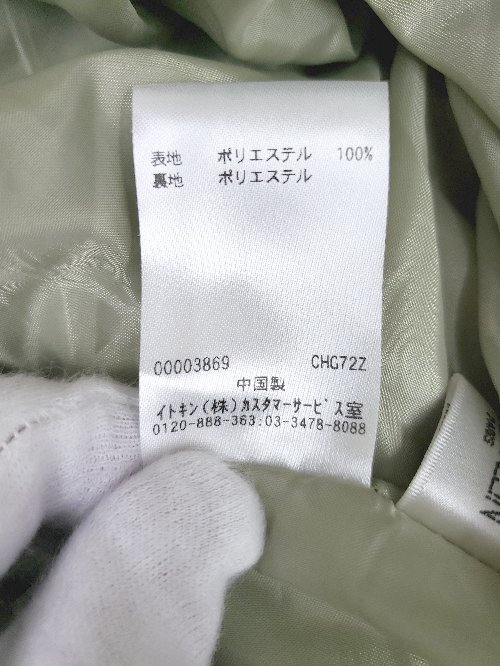 表地 ポリエステル 100%
裏地 ポリエステル
00003869 CHG72Z
中国製
イトキン(株)カスタマーサービス室
0120-888-363:03-3478-8088